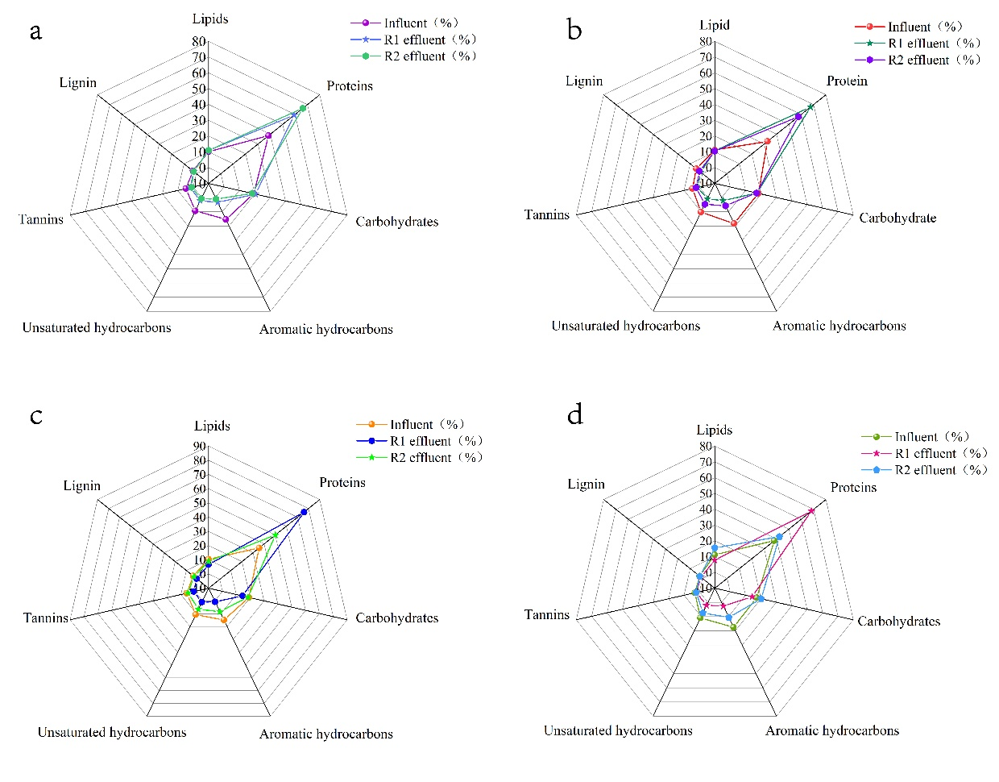 a
Lipids
Influent（%）
R1 effluent（%）
R2 effluent（%）
80
70
60
50
40
30
20
10
0
-10
Proteins
Carbohydrates
Aromatic hydrocarbons
Unsaturated hydrocarbons
Tannins
Lignin
b
Lipid
Influent（%）
R1 effluent（%）
R2 effluent（%）
80
70
60
50
40
30
20
10
0
-10
Protein
Carbohydrate
Aromatic hydrocarbons
Unsaturated hydrocarbons
Tannins
Lignin
c
Lipids
Influent（%）
R1 effluent（%）
R2 effluent（%）
90
80
70
60
50
40
30
20
10
0
-10
Proteins
Carbohydrates
Aromatic hydrocarbons
Unsaturated hydrocarbons
Tannins
Lignin
d
Lipids
Influent（%）
R1 effluent（%）
R2 effluent（%）
80
70
60
50
40
30
20
10
0
-10
Proteins
Carbohydrates
Aromatic hydrocarbons
Unsaturated hydrocarbons
Tannins
Lignin